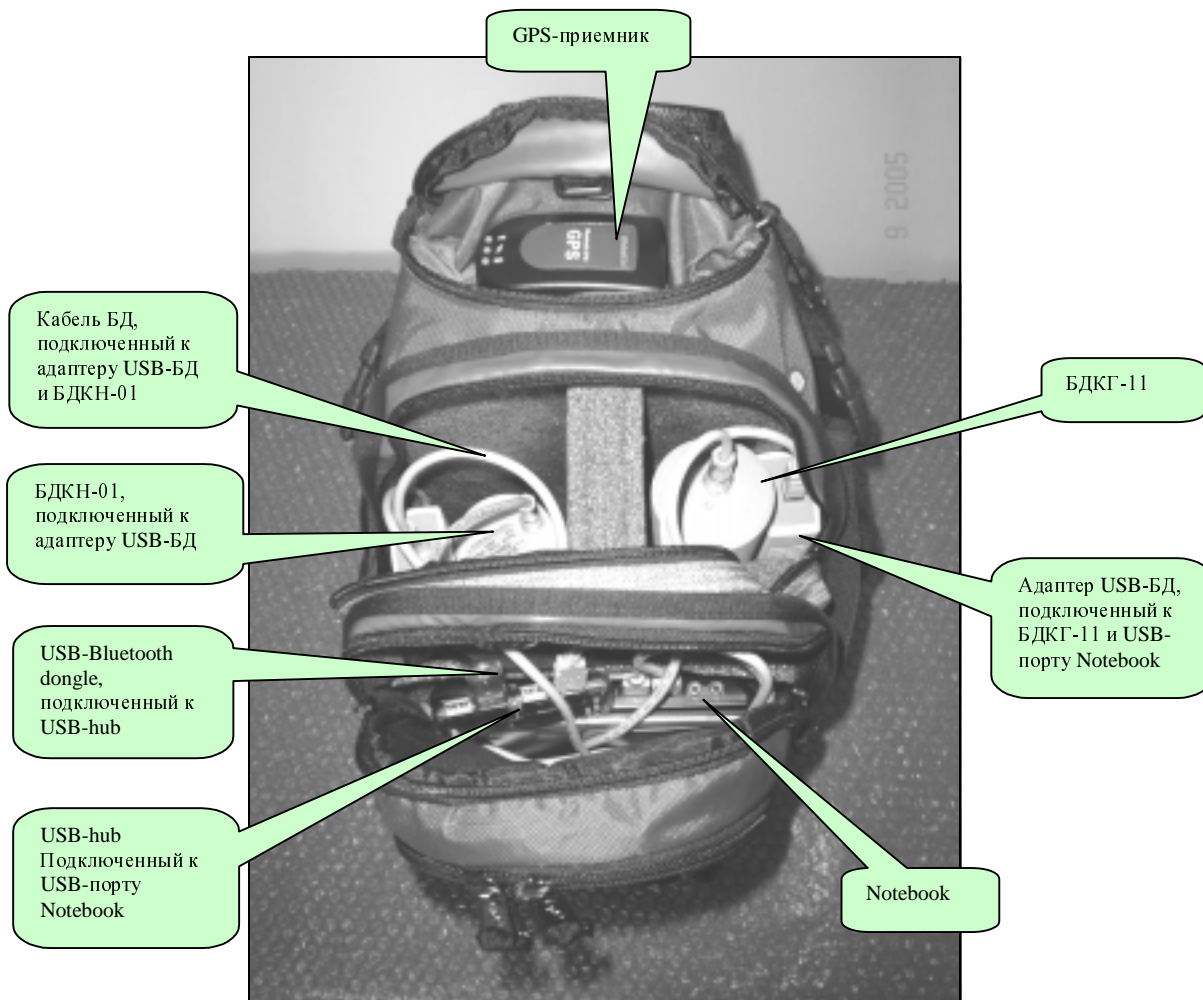 GPS-приемник
9 2005
GPS
Кабель БД,
подключенный к
адаптеру USB-БД
и БДКН-01
БДКГ-11
БДКН-01,
подключенный к
адаптеру USB-БД
Адаптер USB-БД,
подключенный к
БДКГ-11 и USB-
порту Notebook
USB-Bluetooth
dongle,
подключенный к
USB-hub
USB-hub
Подключенный к
USB-порту
Notebook
Notebook